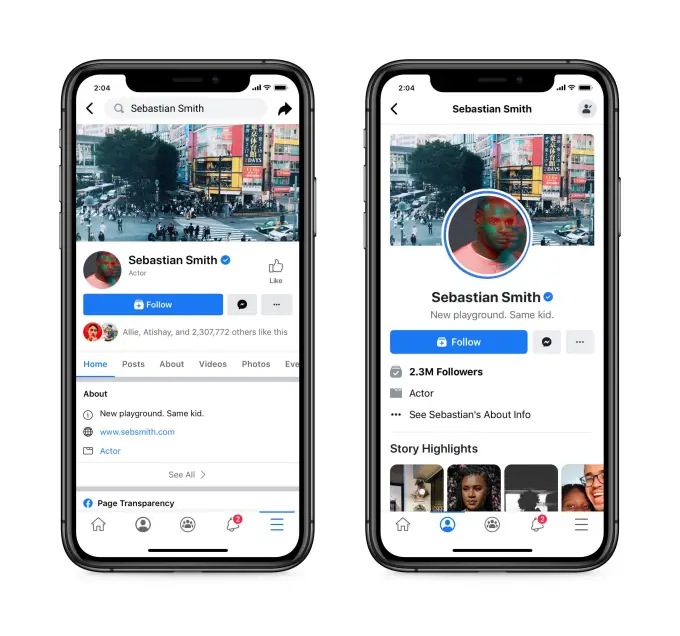 2:04
Sebastian Smith
Sebastian Smith
Actor
Like
Follow
Allie, Atishay, and 2,307,772 others like this
Home Posts About Videos Photos Eve
About
New playground. Same kid.
www.sebsmith.com
Actor
See All
Page Transparency
2
2:04
Sebastian Smith
Sebastian Smith
New playground. Same kid.
Follow
2.3M Followers
Actor
See Sebastian's About Info
Story Highlights
2